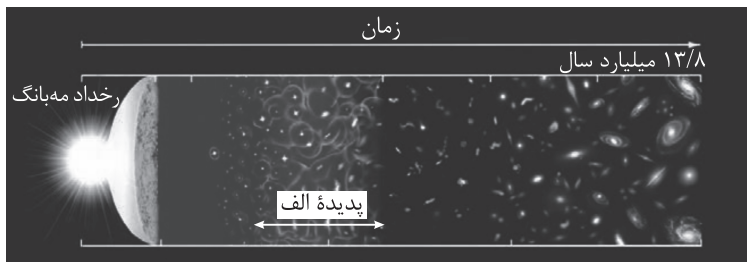 زمان
۱۳/۸ میلیارد سال
رخداد مه‌بانگ
پدیدهٔ الف